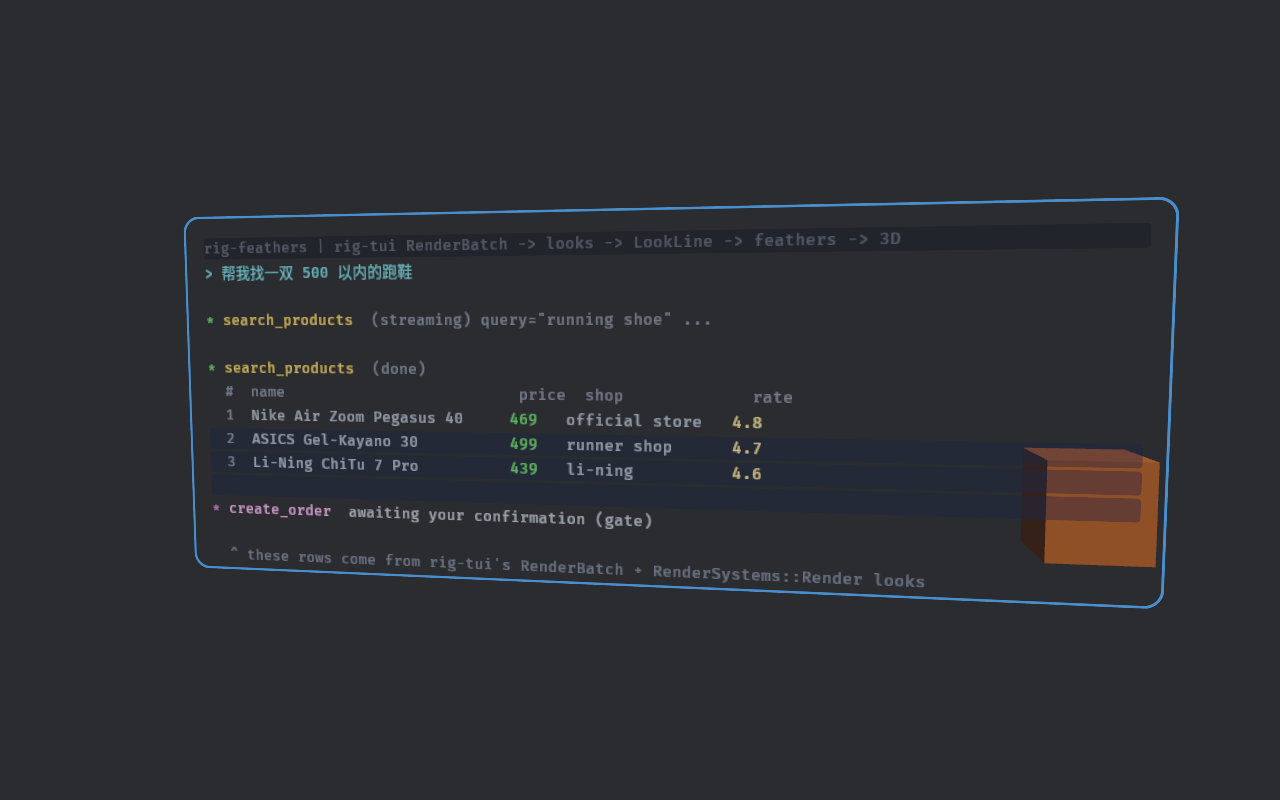 rig-feathers | rig-tui RenderBatch -> looks -> LookLine -> feathers -> 3D
> 帮我找一双 500 以内的跑鞋
* search_products (streaming) query="running shoe" ...
* search_products (done)
# name price shop rate
1 Nike Air Zoom Pegasus 40 469 official store 4.8
2 ASICS Gel-Kayano 30 499 runner shop 4.7
3 Li-Ning ChiTu 7 Pro 439 li-ning 4.6
* create_order awaiting your confirmation (gate)
^ these rows come from rig-tui's RenderBatch + RenderSystems::Render looks